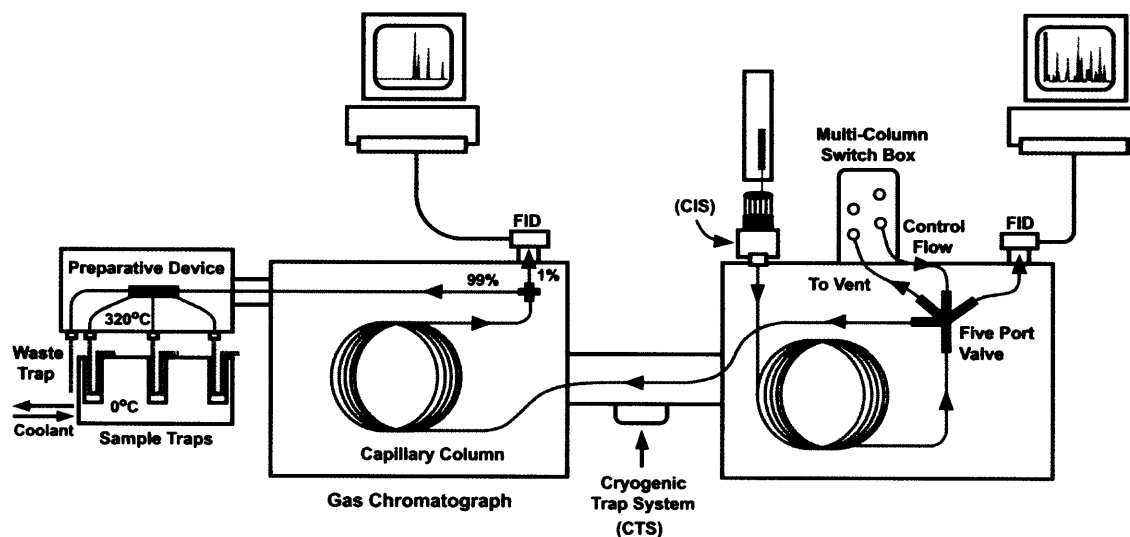 Multi-Column
Switch Box
(CIS)
FID
Control
Flow
FID
Preparative Device
99%
1%
To Vent
320°C
Five Port
Valve
Waste
Trap
0°C
Coolant
Sample Traps
Capillary Column
Gas Chromatograph
Cryogenic
Trap System
(CTS)